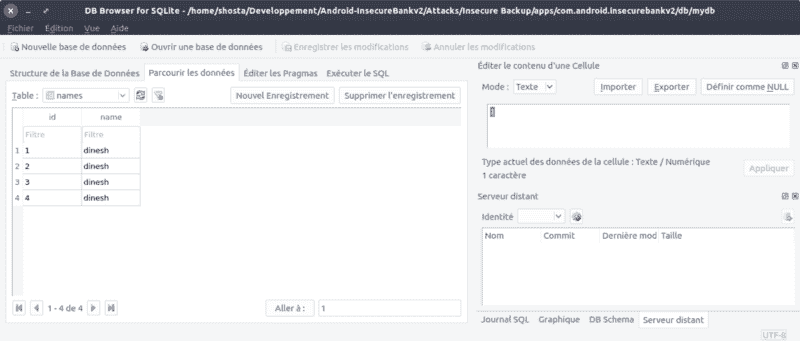 DB Browser for SQLite - /home/shosta/Developpement/Android-InsecureBankv2/Attacks/Insecure Backup/apps/com.android.insecurebankv2/db/mydb
Fichier Édition Vue Aide
Nouvelle base de données Ouvrir une base de données Enregistrer les modifications Annuler les modifications
Structure de la Base de Données Parcourir les données Éditer les Pragmas Exécuter le SQL
Table : names Nouvel Enregistrement Supprimer l'enregistrement
id name
Filtre Filtre
1 1 dinesh
2 2 dinesh
3 3 dinesh
4 4 dinesh
1 - 4 de 4 Aller à : 1
Éditer le contenu d'une Cellule
Mode : Texte Importer Exporter Définir comme NULL
1
Type actuel des données de la cellule : Texte / Numérique
1 caractère
Appliquer
Serveur distant
Identité
Nom Commit Dernière mod Taille
Journal SQL Graphique DB Schema Serveur distant
UTF-8